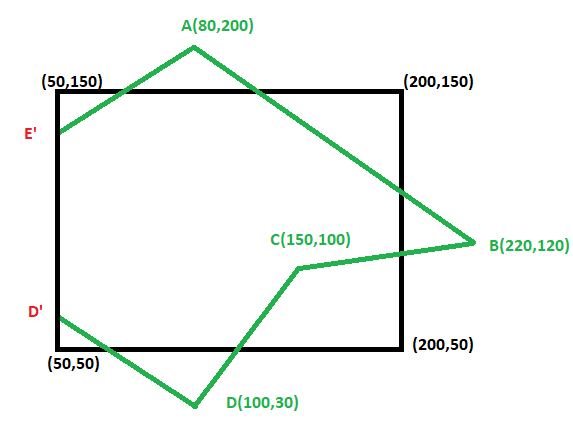 A(80,200)
(50,150)
(200,150)
E'
C(150,100)
B(220,120)
D'
(200,50)
(50,50)
D(100,30)